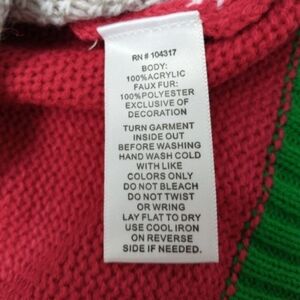 RN # 104317
BODY:
100%ACRYLIC
FAUX FUR:
100%POLYESTER
EXCLUSIVE OF
DECORATION
TURN GARMENT
INSIDE OUT
BEFORE WASHING
HAND WASH COLD
WITH LIKE
COLORS ONLY
DO NOT BLEACH
DO NOT TWIST
OR WRING
LAY FLAT TO DRY
USE COOL IRON
ON REVERSE
SIDE IF NEEDED.